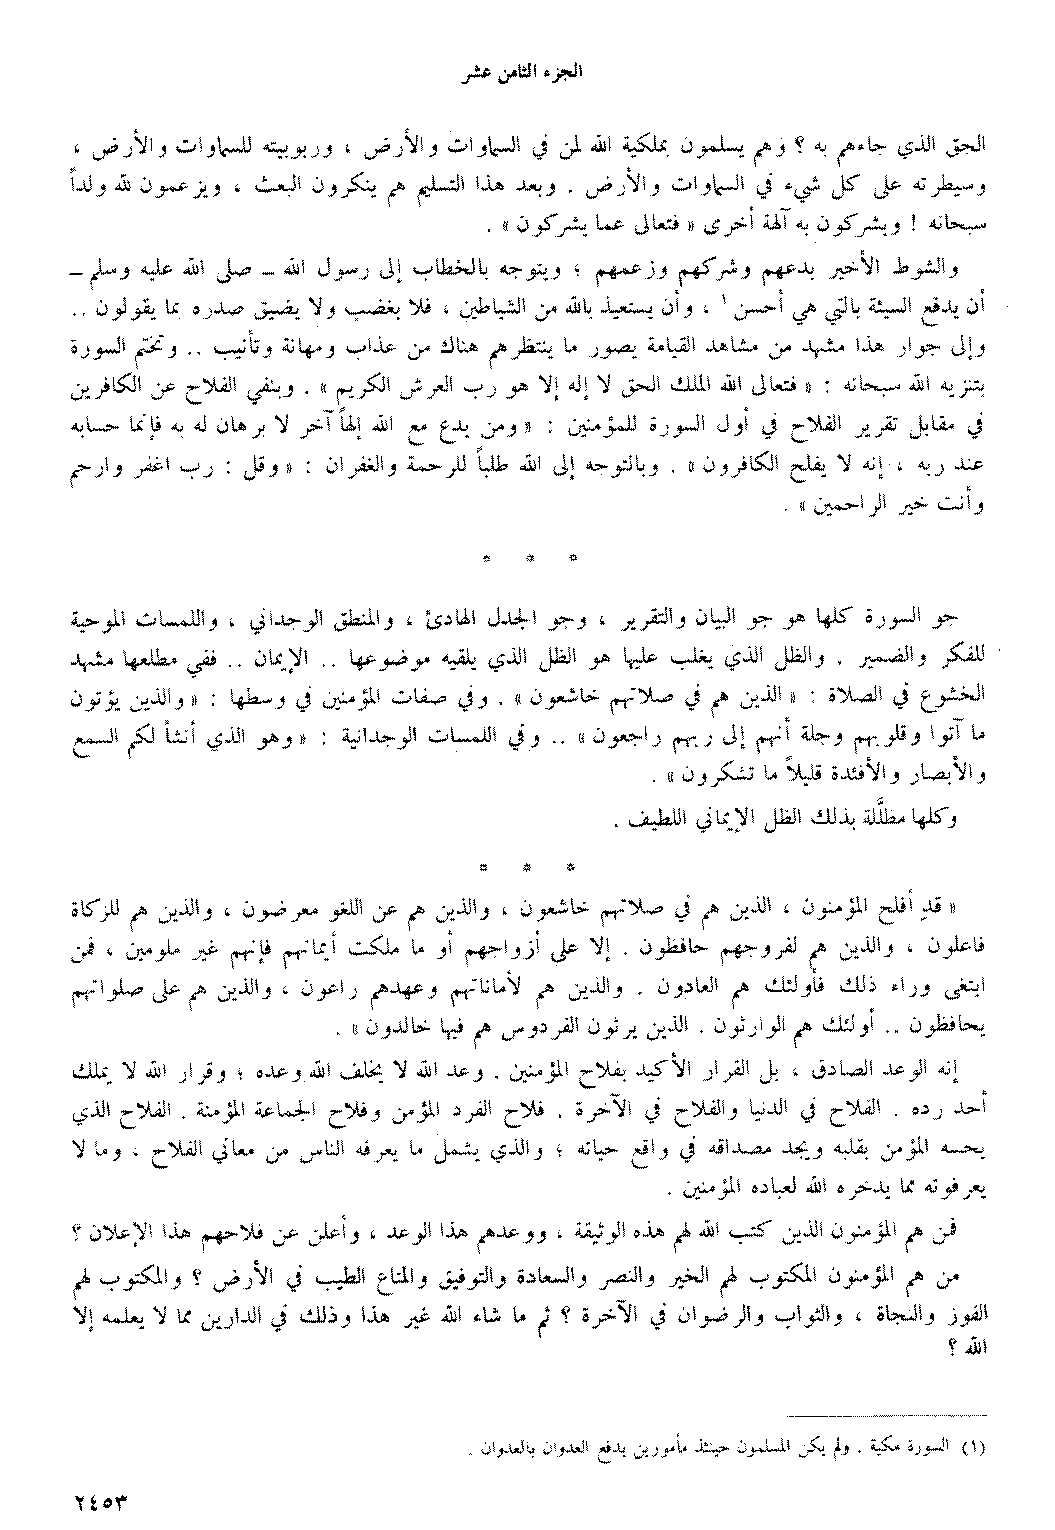 الجزء الثامن عشر
الحق الذي جاءهم به ؟ وهم يسلمون بملكية الله لمن في السماوات والأرض ، وربوبيته للسماوات والأرض ،
وسيطرته على كل شيء في السماوات والأرض . وبعد هذا التسليم هم ينكرون البعث ، ويزعمون لله ولداً
سبحانه ! ويشركون به آلهة أخرى « فتعالى عما يشركون » .
والشوط الأخير يدعهم وشركهم وزعمهم ؛ ويتوجه بالخطاب إلى رسول الله – صلى الله عليه وسلم –
أن يدفع السيئة بالتي هي أحسن ١ ، وأن يستعيذ بالله من الشياطين ، فلا يغضب ولا يضيق صدره بما يقولون ..
وإلى جوار هذا مشهد من مشاهد القيامة يصور ما ينتظرهم هناك من عذاب ومهانة وتأنيب .. وتختم السورة
بتنزيه الله سبحانه : « فتعالى الله الملك الحق لا إله إلا هو رب العرش الكريم » . وبنفي الفلاح عن الكافرين
في مقابل تقرير الفلاح في أول السورة للمؤمنين : « ومن يدع مع الله إلهاً آخر لا برهان له به فإنما حسابه
عند ربه ، إنه لا يفلح الكافرون » . وبالتوجه إلى الله طلباً للرحمة والغفران : « وقل : رب اغفر وارحم
وأنت خير الراحمين » .
* * *
جو السورة كلها هو جو البيان والتقرير ، وجو الجدل الهادئ ، والمنطق الوجداني ، واللمسات الموحية
للفكر والضمير . والظل الذي يغلب عليها هو الظل الذي يلقيه موضوعها .. الإيمان .. ففي مطلعها مشهد
الخشوع في الصلاة : « الذين هم في صلاتهم خاشعون » . وفي صفات المؤمنين في وسطها : « والذين يؤتون
ما آتوا وقلوبهم وجلة أنهم إلى ربهم راجعون » .. وفي اللمسات الوجدانية : « وهو الذي أنشأ لكم السمع
والأبصار والأفئدة قليلاً ما تشكرون » .
وكلها مظلَّلة بذلك الظل الإيماني اللطيف .
* * *
« قد أفلح المؤمنون ، الذين هم في صلاتهم خاشعون ، والذين هم عن اللغو معرضون ، والذين هم للزكاة
فاعلون ، والذين هم لفروجهم حافظون . إلا على أزواجهم أو ما ملكت أيمانهم فإنهم غير ملومين ، فمن
ابتغى وراء ذلك فأولئك هم العادون . والذين هم لأماناتهم وعهدهم راعون ، والذين هم على صلواتهم
يحافظون .. أولئك هم الوارثون . الذين يرثون الفردوس هم فيها خالدون » .
إنه الوعد الصادق ، بل القرار الأكيد بفلاح المؤمنين . وعد الله لا يخلف الله وعده ؛ وقرار الله لا يملك
أحد رده . الفلاح في الدنيا والفلاح في الآخرة . فلاح الفرد المؤمن وفلاح الجماعة المؤمنة . الفلاح الذي
يحسه المؤمن بقلبه ويجد مصداقه في واقع حياته ؛ والذي يشمل ما يعرفه الناس من معاني الفلاح ، وما لا
يعرفونه مما يدخره الله لعباده المؤمنين .
فمن هم المؤمنون الذين كتب الله لهم هذه الوثيقة ، ووعدهم هذا الوعد ، وأعلن عن فلاحهم هذا الإعلان ؟
من هم المؤمنون المكتوب لهم الخير والنصر والسعادة والتوفيق والمتاع الطيب في الأرض ؟ والمكتوب لهم
الفوز والنجاة ، والثواب والرضوان في الآخرة ؟ ثم ما شاء الله غير هذا وذلك في الدارين مما لا يعلمه إلا
الله ؟
(١) السورة مكية . ولم يكن المسلمون حينئذ مأمورين بدفع العدوان بالعدوان .
٢٤٥٣